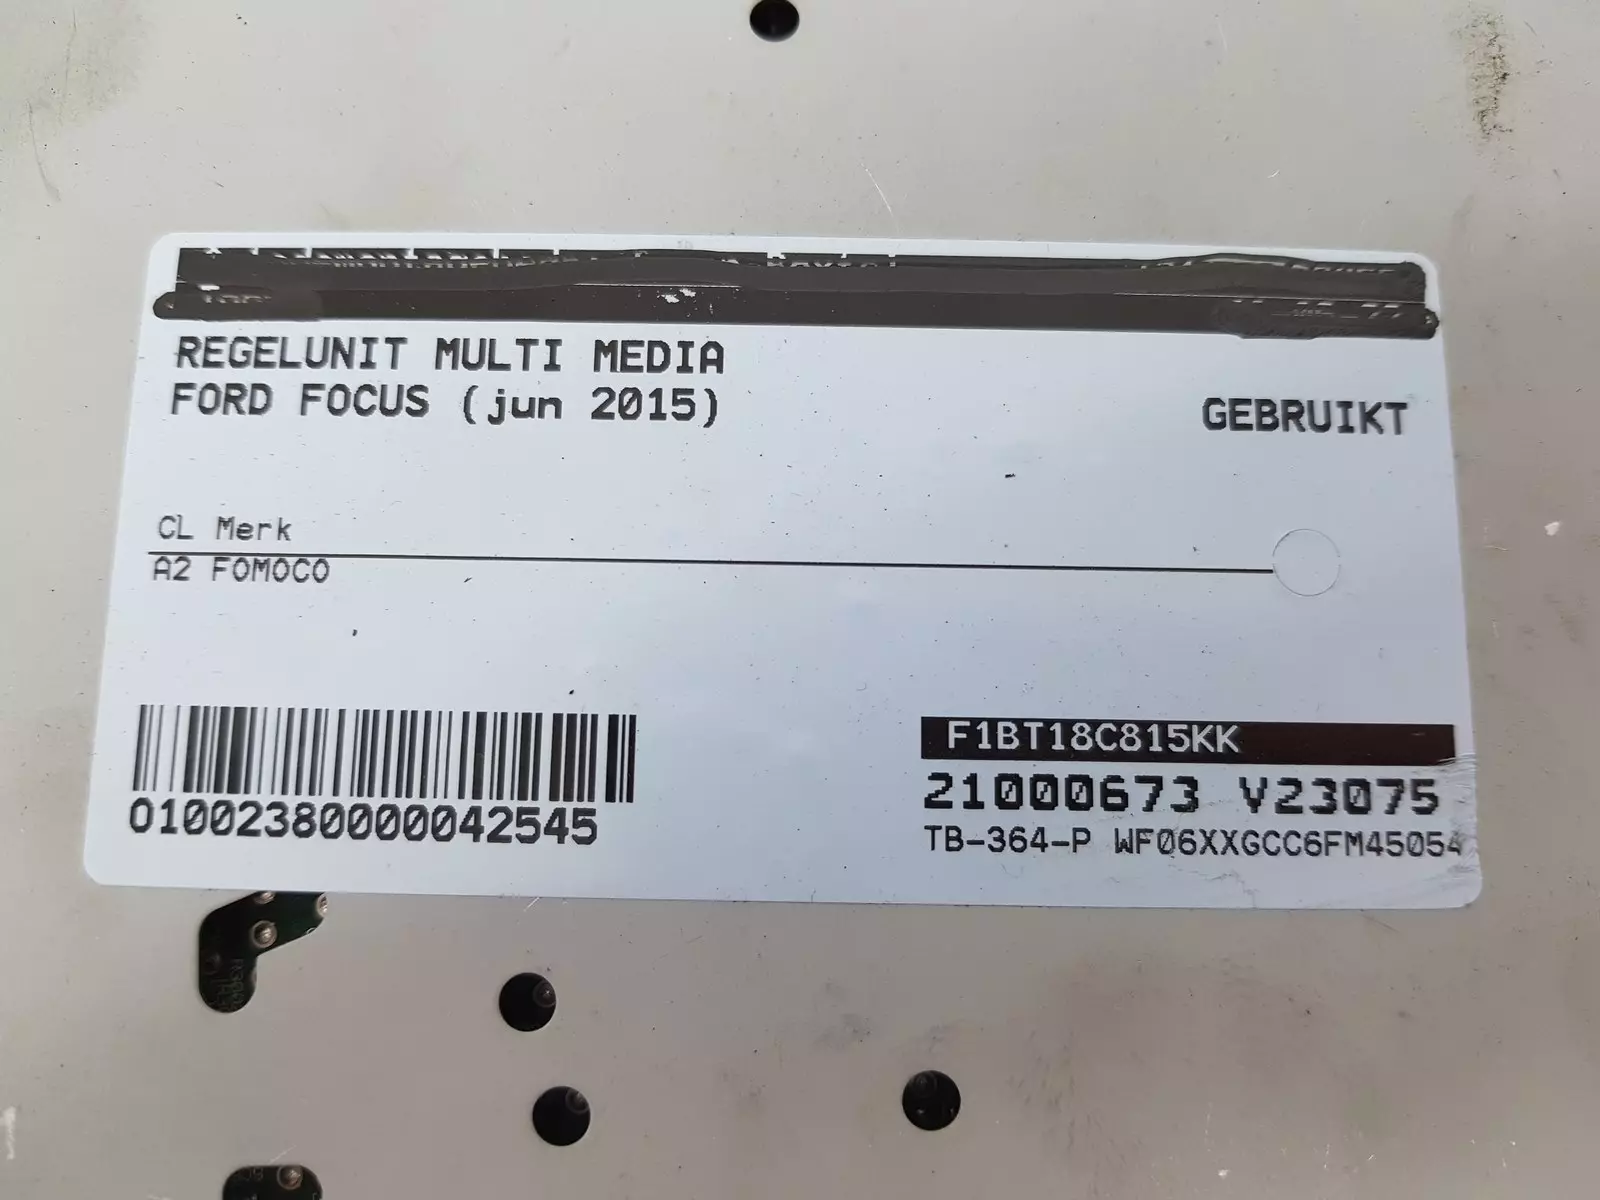 REGELUNIT MULTI MEDIA
FORD FOCUS (jun 2015)
GEBRUIKT
CL Merk
A2 FOMOCO
01002380000042545
F1BT18C815KK
21000673 V23075
TB-364-P WF06XXGCC6FM45054